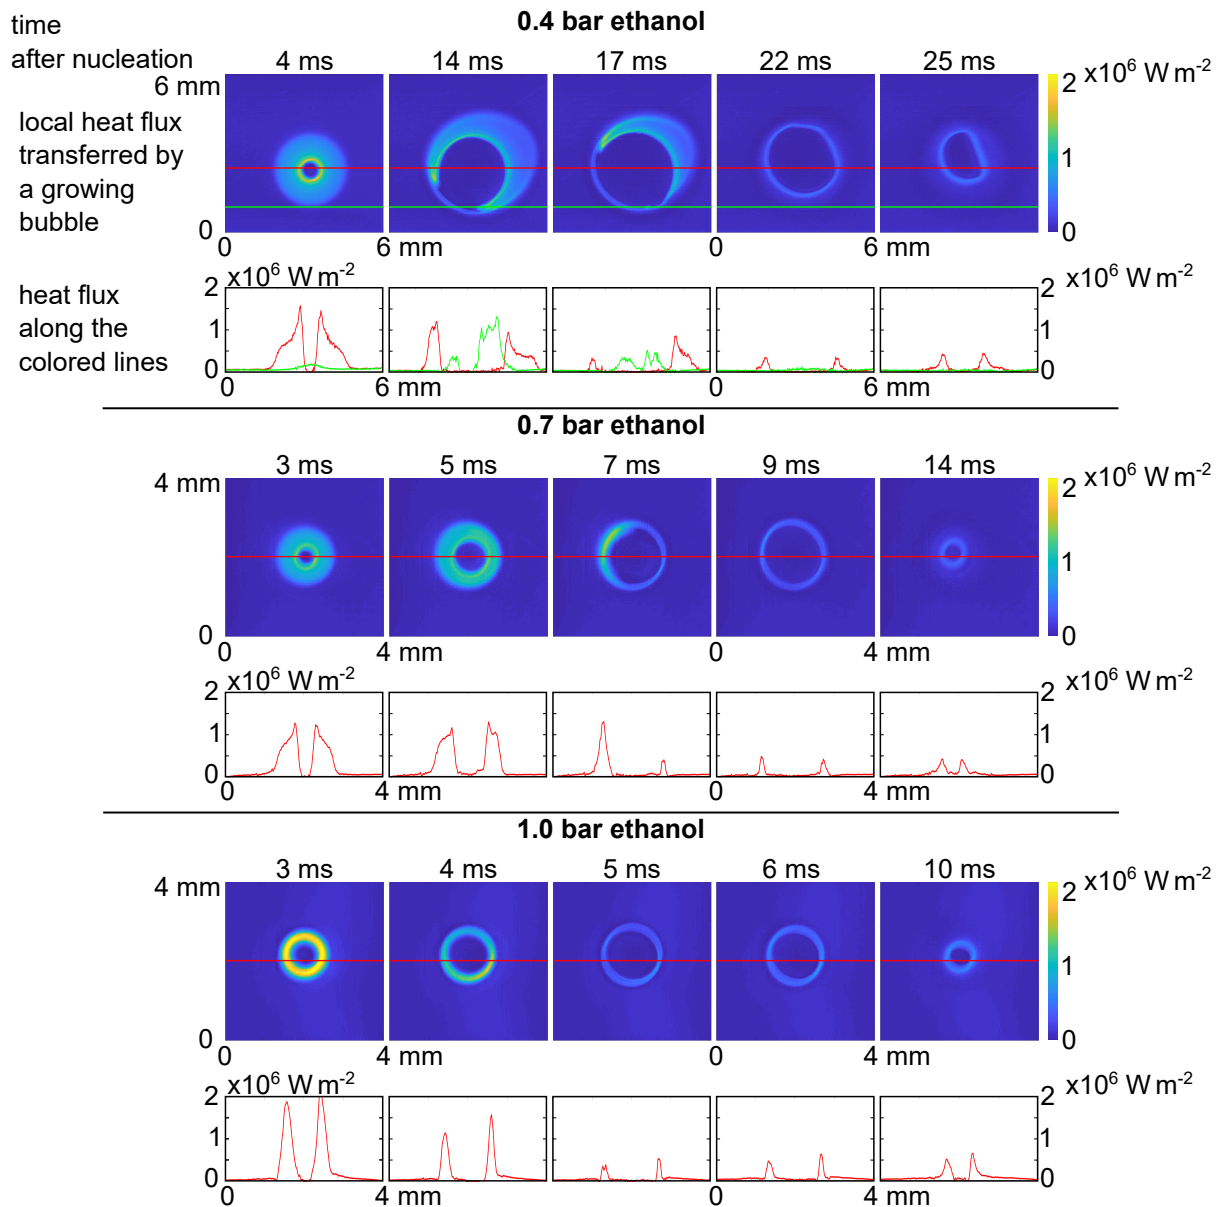 time
after nucleation
0.4 bar ethanol
4 ms 14 ms 17 ms 22 ms 25 ms
6 mm
local heat flux
transferred by
a growing
bubble
0
2 x10⁶ W m⁻²
1
0
0 6 mm 0 6 mm
heat flux
along the
colored lines
2 x10⁶ W m⁻²
1
0
2 x10⁶ W m⁻²
1
0
0 6 mm 0 6 mm
0.7 bar ethanol
3 ms 5 ms 7 ms 9 ms 14 ms
4 mm
0
2 x10⁶ W m⁻²
1
0
0 4 mm 0 4 mm
2 x10⁶ W m⁻²
1
0
2 x10⁶ W m⁻²
1
0
0 4 mm 0 4 mm
1.0 bar ethanol
3 ms 4 ms 5 ms 6 ms 10 ms
4 mm
0
2 x10⁶ W m⁻²
1
0
0 4 mm 0 4 mm
2 x10⁶ W m⁻²
1
0
2 x10⁶ W m⁻²
1
0
0 4 mm 0 4 mm